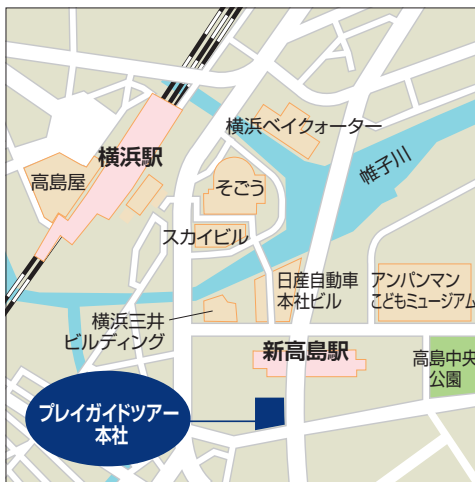 横浜ベイクォーター
横浜駅
帷子川
高島屋
そごう
スカイビル
日産自動車
本社ビル
アンパンマン
こどもミュージアム
横浜三井
ビルディング
新高島駅
高島中央
公園
プレイガイドツアー
本社